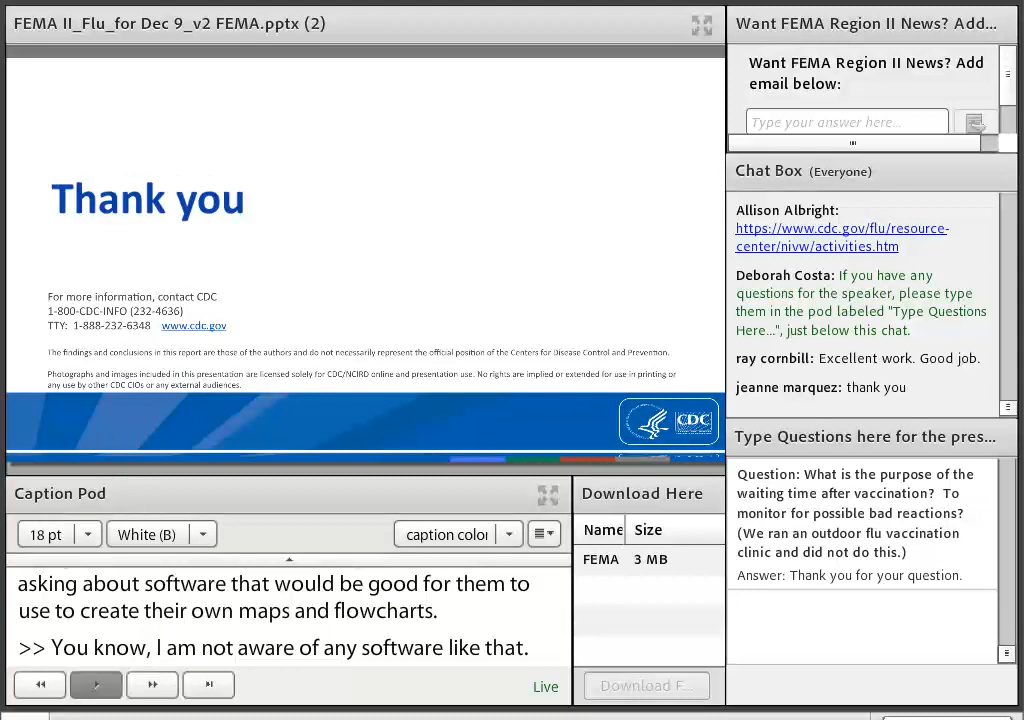 FEMA II_Flu_for Dec 9_v2 FEMA.pptx (2)
Thank you
For more information, contact CDC
1-800-CDC-INFO (232-4636)
TTY: 1-888-232-6348 www.cdc.gov
The findings and conclusions in this report are those of the authors and do not necessarily represent the official position of the Centers for Disease Control and Prevention.
Photographs and images included in this presentation are licensed solely for CDC/NCIRD online and presentation use. No rights are implied or extended for use in printing or
any use by other CDC CIOs or any external audiences.
CDC
Caption Pod
18 pt
White (B)
caption color
asking about software that would be good for them to
use to create their own maps and flowcharts.
>> You know, I am not aware of any software like that.
Live
Download Here
Name Size
FEMA 3 MB
Download F...
Want FEMA Region II News? Add...
Want FEMA Region II News? Add
email below:
Type your answer here...
Chat Box (Everyone)
Allison Albright:
https://www.cdc.gov/flu/resource-
center/nivw/activities.htm
Deborah Costa: If you have any
questions for the speaker, please type
them in the pod labeled "Type Questions
Here...", just below this chat.
ray cornbill: Excellent work. Good job.
jeanne marquez: thank you
Type Questions here for the pres...
Question: What is the purpose of the
waiting time after vaccination? To
monitor for possible bad reactions?
(We ran an outdoor flu vaccination
clinic and did not do this.)
Answer: Thank you for your question.